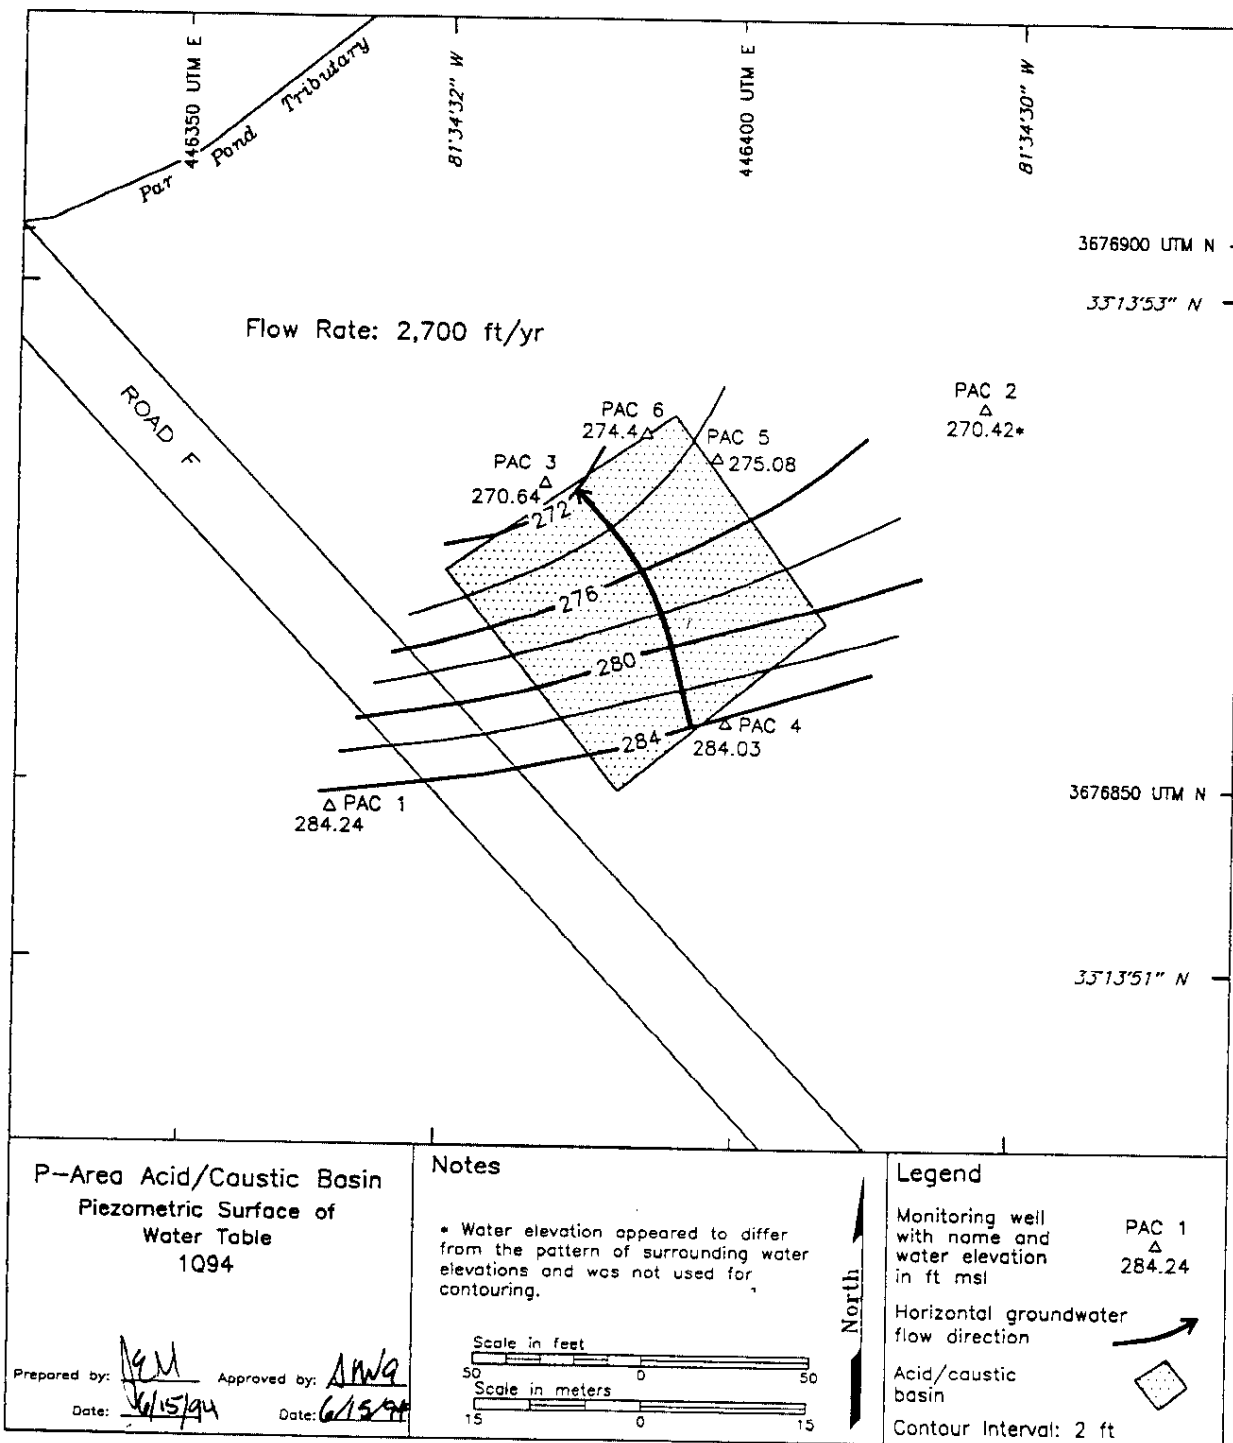 446350 UTM E
81°34'32" W
446400 UTM E
81°34'30" W
Par Pond Tributary
3676900 UTM N
33°13'53" N
Flow Rate: 2,700 ft/yr
ROAD F
PAC 2
270.42*
PAC 6
274.4
PAC 5
275.08
PAC 3
270.64
272
276
280
284
PAC 4
284.03
PAC 1
284.24
3676850 UTM N
33°13'51" N
P-Area Acid/Caustic Basin
Piezometric Surface of
Water Table
1Q94
Prepared by: JEM
Date: 6/15/94
Approved by:
Date: 6/15/94
Notes
* Water elevation appeared to differ
from the pattern of surrounding water
elevations and was not used for
contouring.
Scale in feet
50 0 50
Scale in meters
15 0 15
North
Legend
Monitoring well
with name and
water elevation
in ft msl
PAC 1
284.24
Horizontal groundwater
flow direction
Acid/caustic
basin
Contour Interval: 2 ft